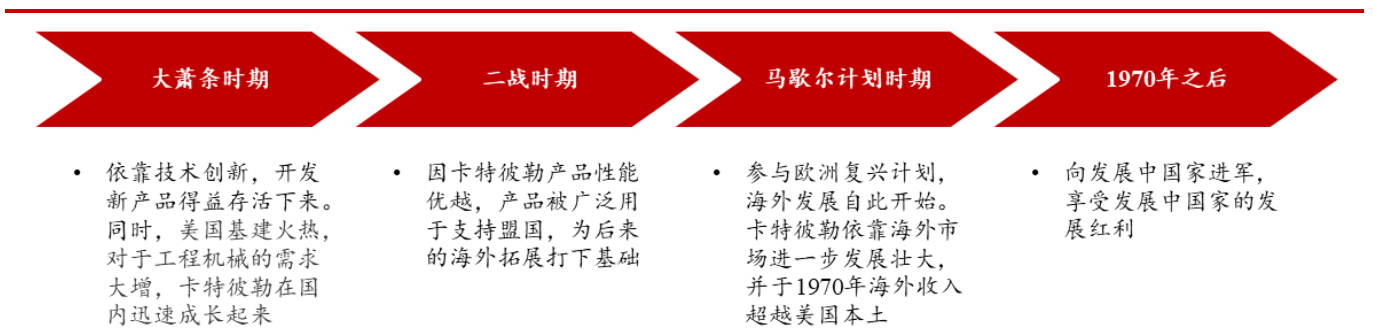 大萧条时期
二战时期
马歇尔计划时期
1970年之后
• 依靠技术创新，开发
新产品得益存活下来。
同时，美国基建火热，
对于工程机械的需求
大增，卡特彼勒在国
内迅速成长起来
• 因卡特彼勒产品性能
优越，产品被广泛用
于支持盟国，为后来
的海外拓展打下基础
• 参与欧洲复兴计划，
海外发展自此开始。
卡特彼勒依靠海外市
场进一步发展壮大，
并于1970年海外收入
超越美国本土
• 向发展中国家进军，
享受发展中国家的发
展红利